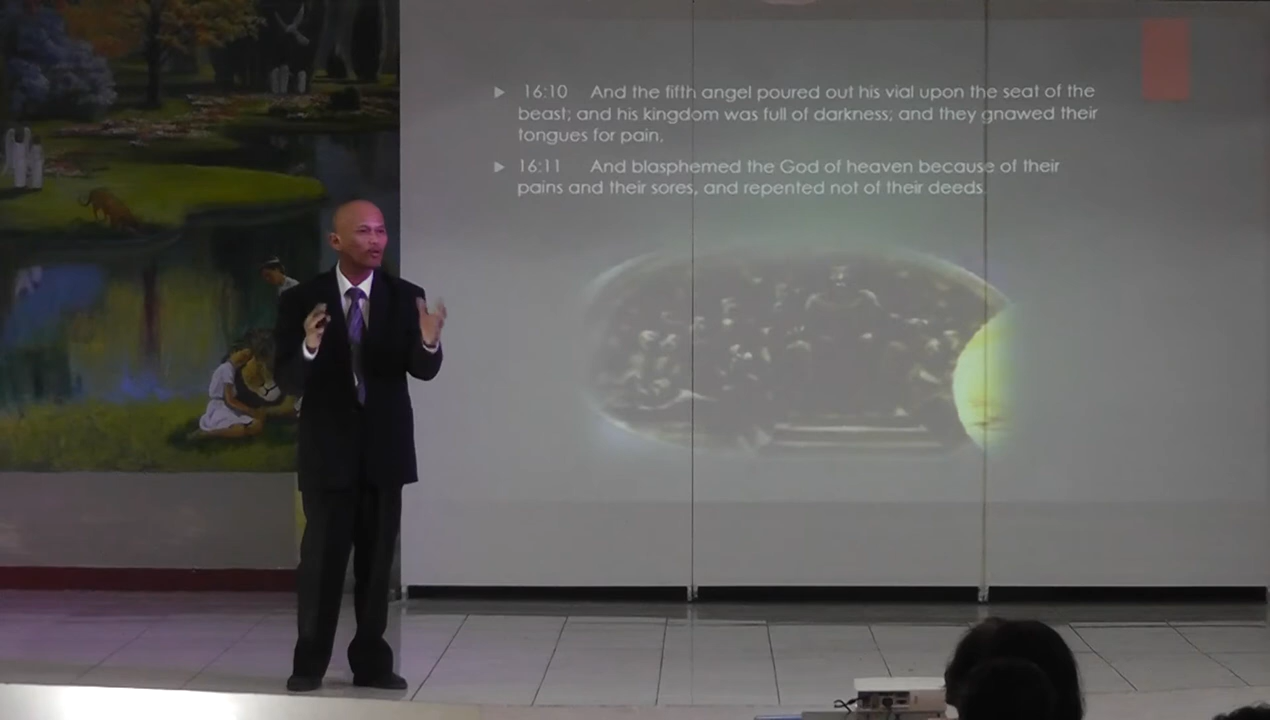 16:10 And the fifth angel poured out his vial upon the seat of the
beast; and his kingdom was full of darkness; and they gnawed their
tongues for pain,
16:11 And blasphemed the God of heaven because of their
pains and their sores, and repented not of their deeds.